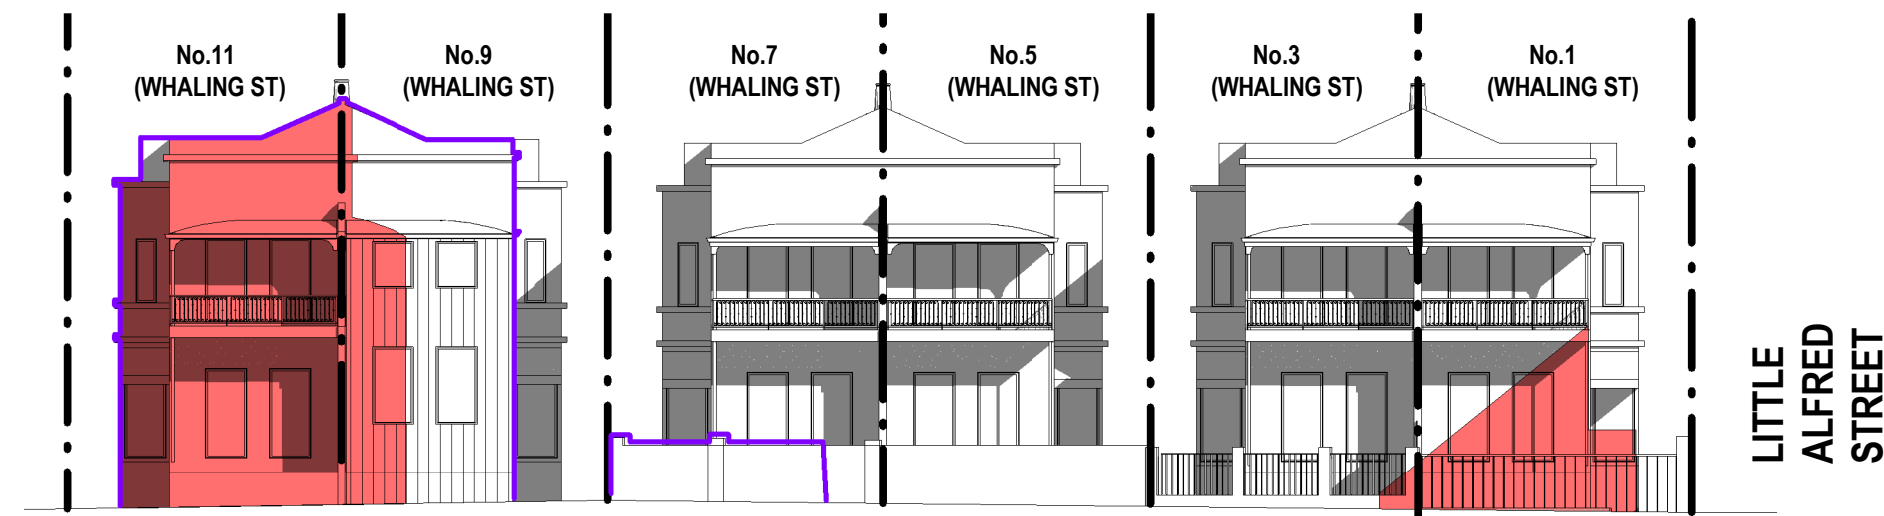 No.11
(WHALING ST)
No.9
(WHALING ST)
No.7
(WHALING ST)
No.5
(WHALING ST)
No.3
(WHALING ST)
No.1
(WHALING ST)
LITTLE
ALFRED
STREET